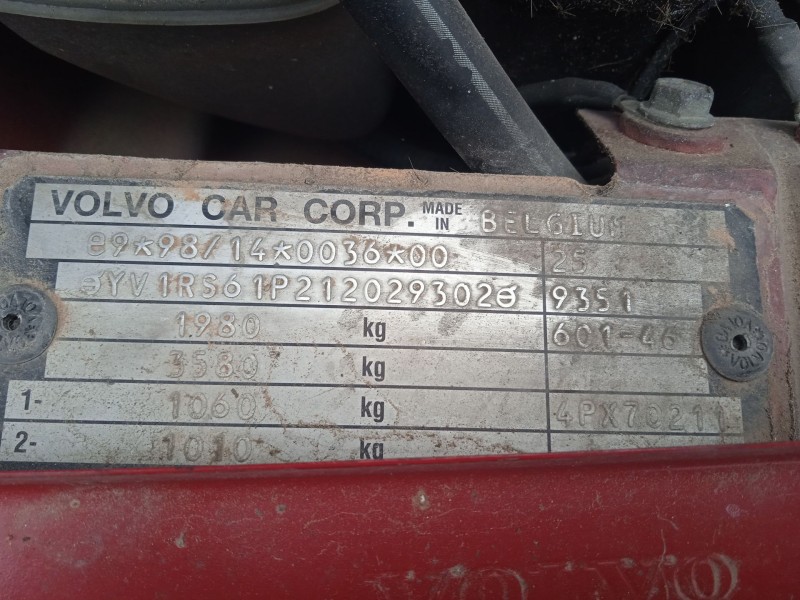 VOLVO CAR CORP. MADE IN BELGIUM
e9*98/14*0036*00 25
YV1RS61P212029302 9351
1980 kg 601-46
3580 kg
1- 1060 kg 4PX70211
2- 1010 kg